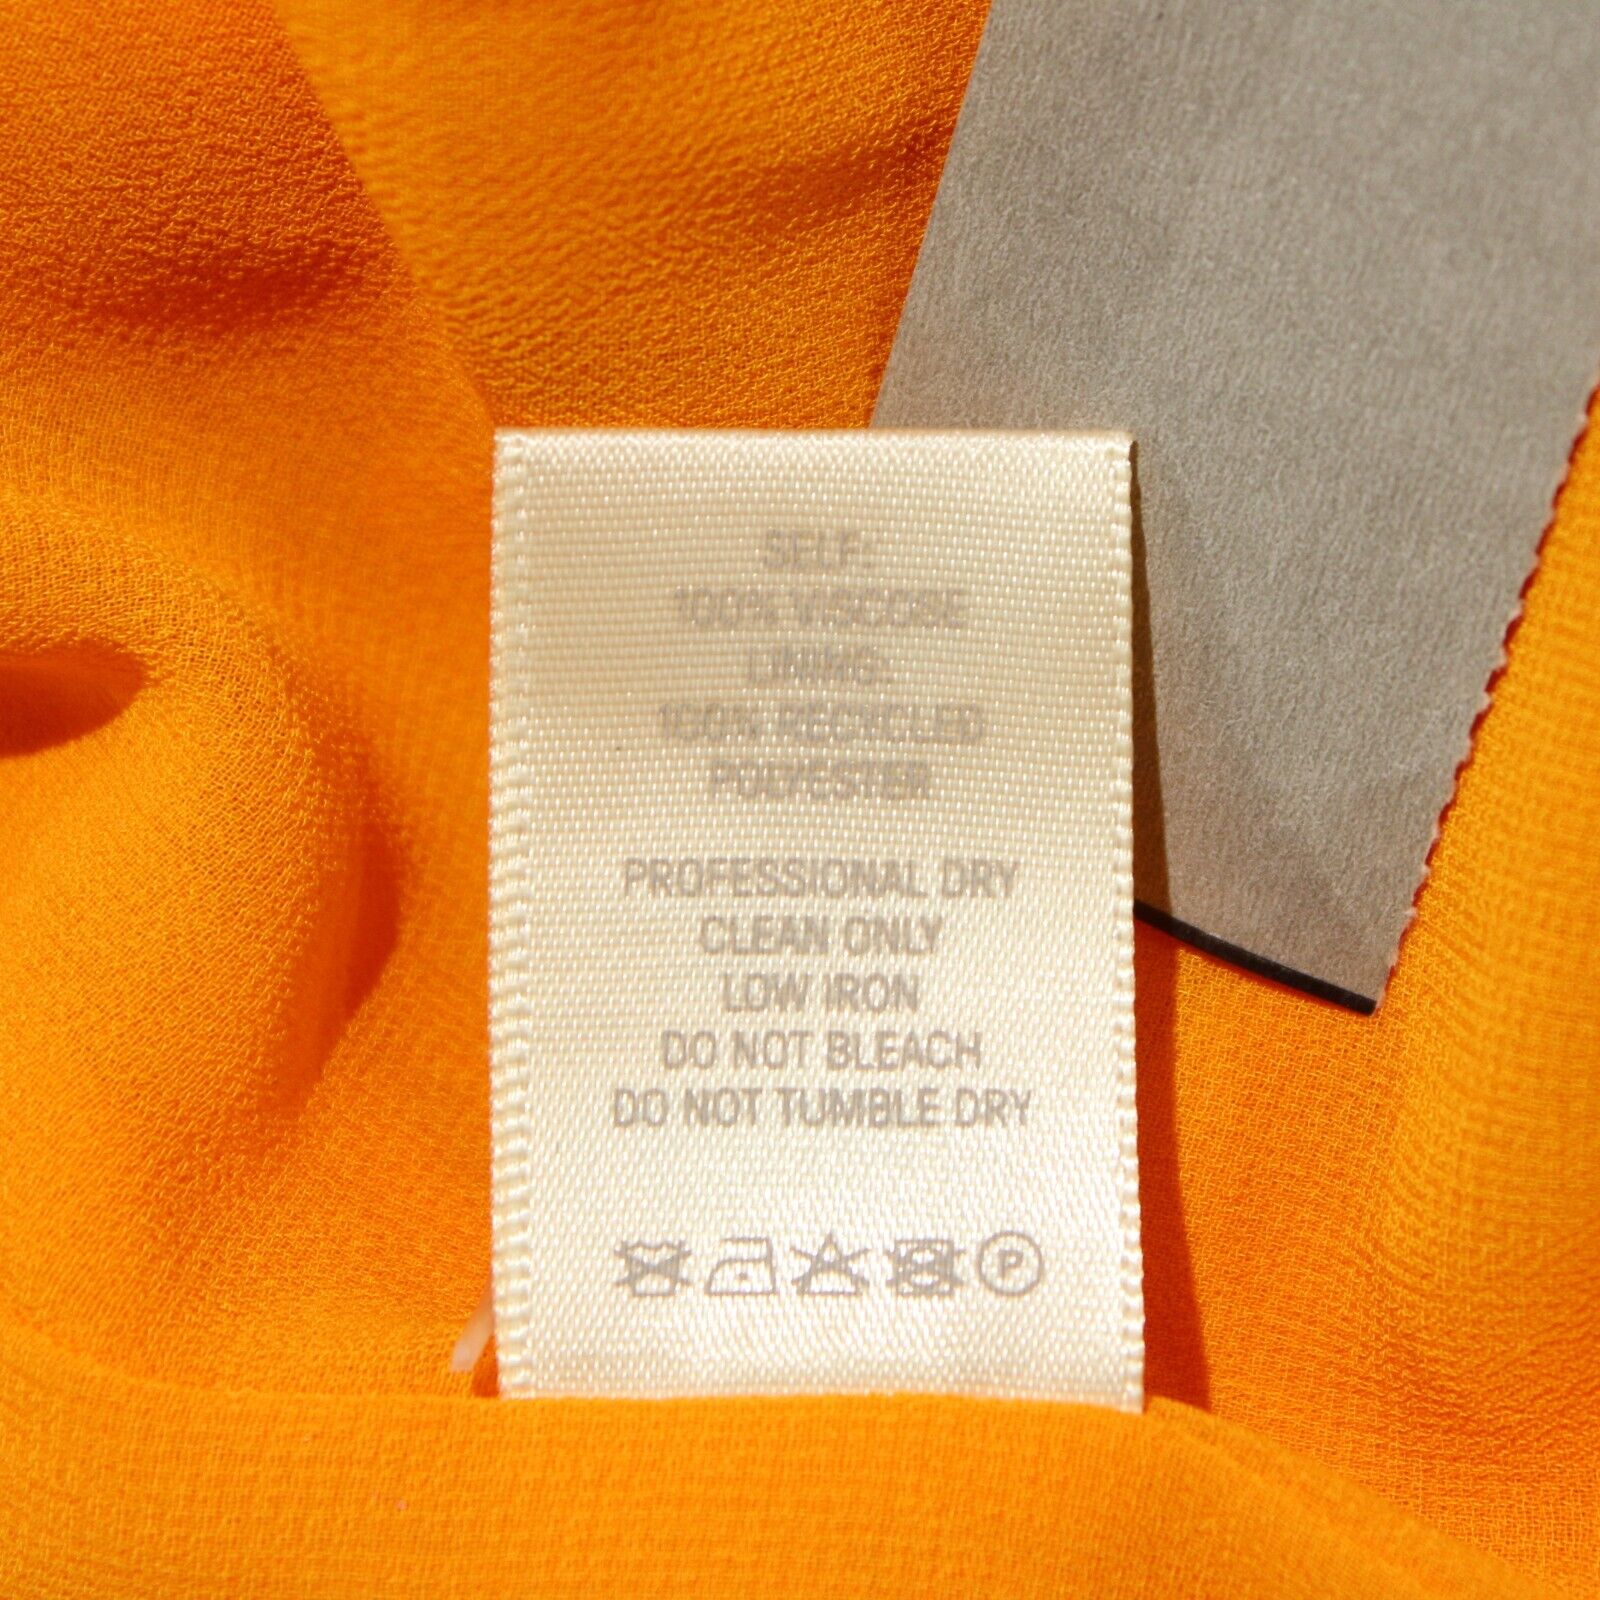 SELF:
100% VISCOSE
LINING:
100% RECYCLED
POLYESTER
PROFESSIONAL DRY
CLEAN ONLY
LOW IRON
DO NOT BLEACH
DO NOT TUMBLE DRY
P